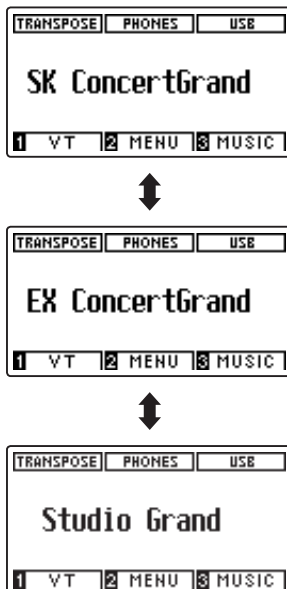 TRANSPOSE PHONES USB
SK ConcertGrand
1 VT 2 MENU 3 MUSIC
TRANSPOSE PHONES USB
EX ConcertGrand
1 VT 2 MENU 3 MUSIC
TRANSPOSE PHONES USB
Studio Grand
1 VT 2 MENU 3 MUSIC